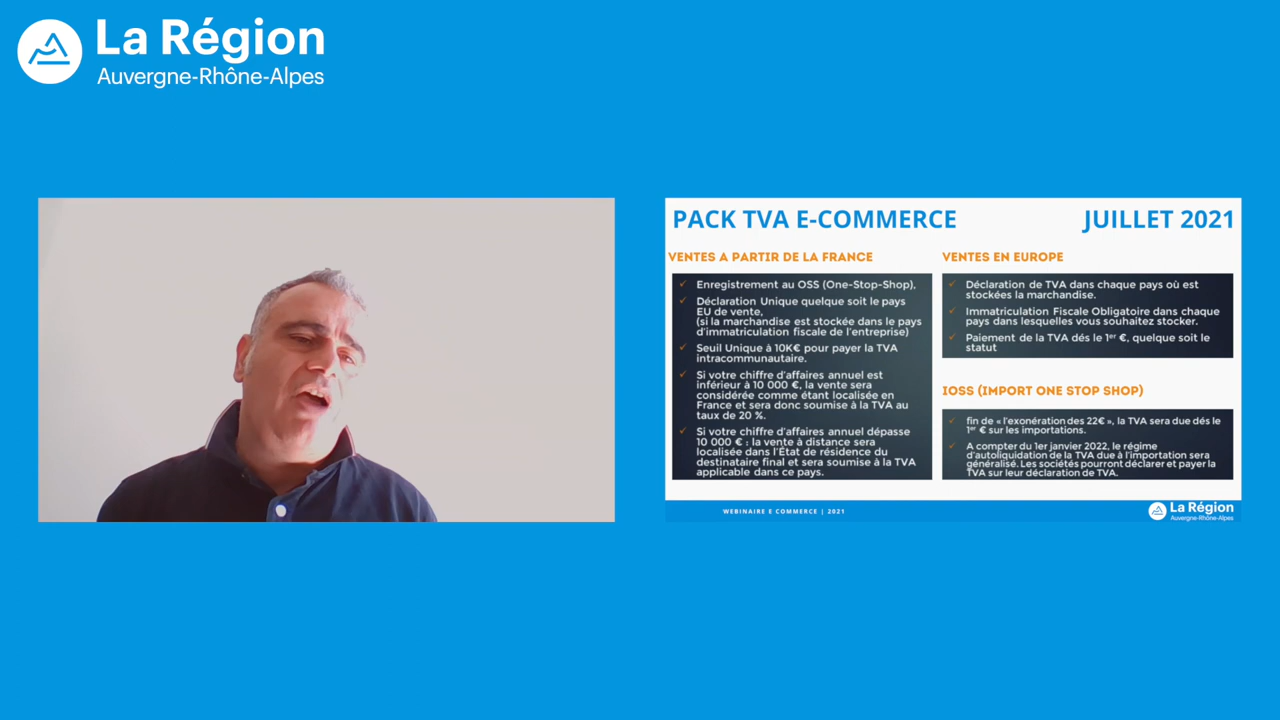 La Région
Auvergne-Rhône-Alpes
PACK TVA E-COMMERCE
JUILLET 2021
VENTES A PARTIR DE LA FRANCE
Enregistrement au OSS (One-Stop-Shop),
Déclaration Unique quelque soit le pays
EU de vente,
(si la marchandise est stockée dans le pays
d'immatriculation fiscale de l'entreprise)
Seuil Unique à 10K€ pour payer la TVA
intracommunautaire.
Si votre chiffre d'affaires annuel est
inférieur à 10 000 €, la vente sera
considérée comme étant localisée en
France et sera donc soumise à la TVA au
taux de 20 %.
Si votre chiffre d'affaires annuel dépasse
10 000 € : la vente à distance sera
localisée dans l'État de résidence du
destinataire final et sera soumise à la TVA
applicable dans ce pays.
VENTES EN EUROPE
Déclaration de TVA dans chaque pays où est
stockées la marchandise.
Immatriculation Fiscale Obligatoire dans chaque
pays dans lesquelles vous souhaitez stocker.
Paiement de la TVA dés le 1er €, quelque soit le
statut
IOSS (IMPORT ONE STOP SHOP)
fin de « l'exonération des 22€ », la TVA sera due dés le
1er € sur les importations.
A compter du 1er janvier 2022, le régime
d'autoliquidation de la TVA due à l'importation sera
généralisé. Les sociétés pourront déclarer et payer la
TVA sur leur déclaration de TVA.
WEBINAIRE E COMMERCE | 2021
La Région
Auvergne-Rhône-Alpes